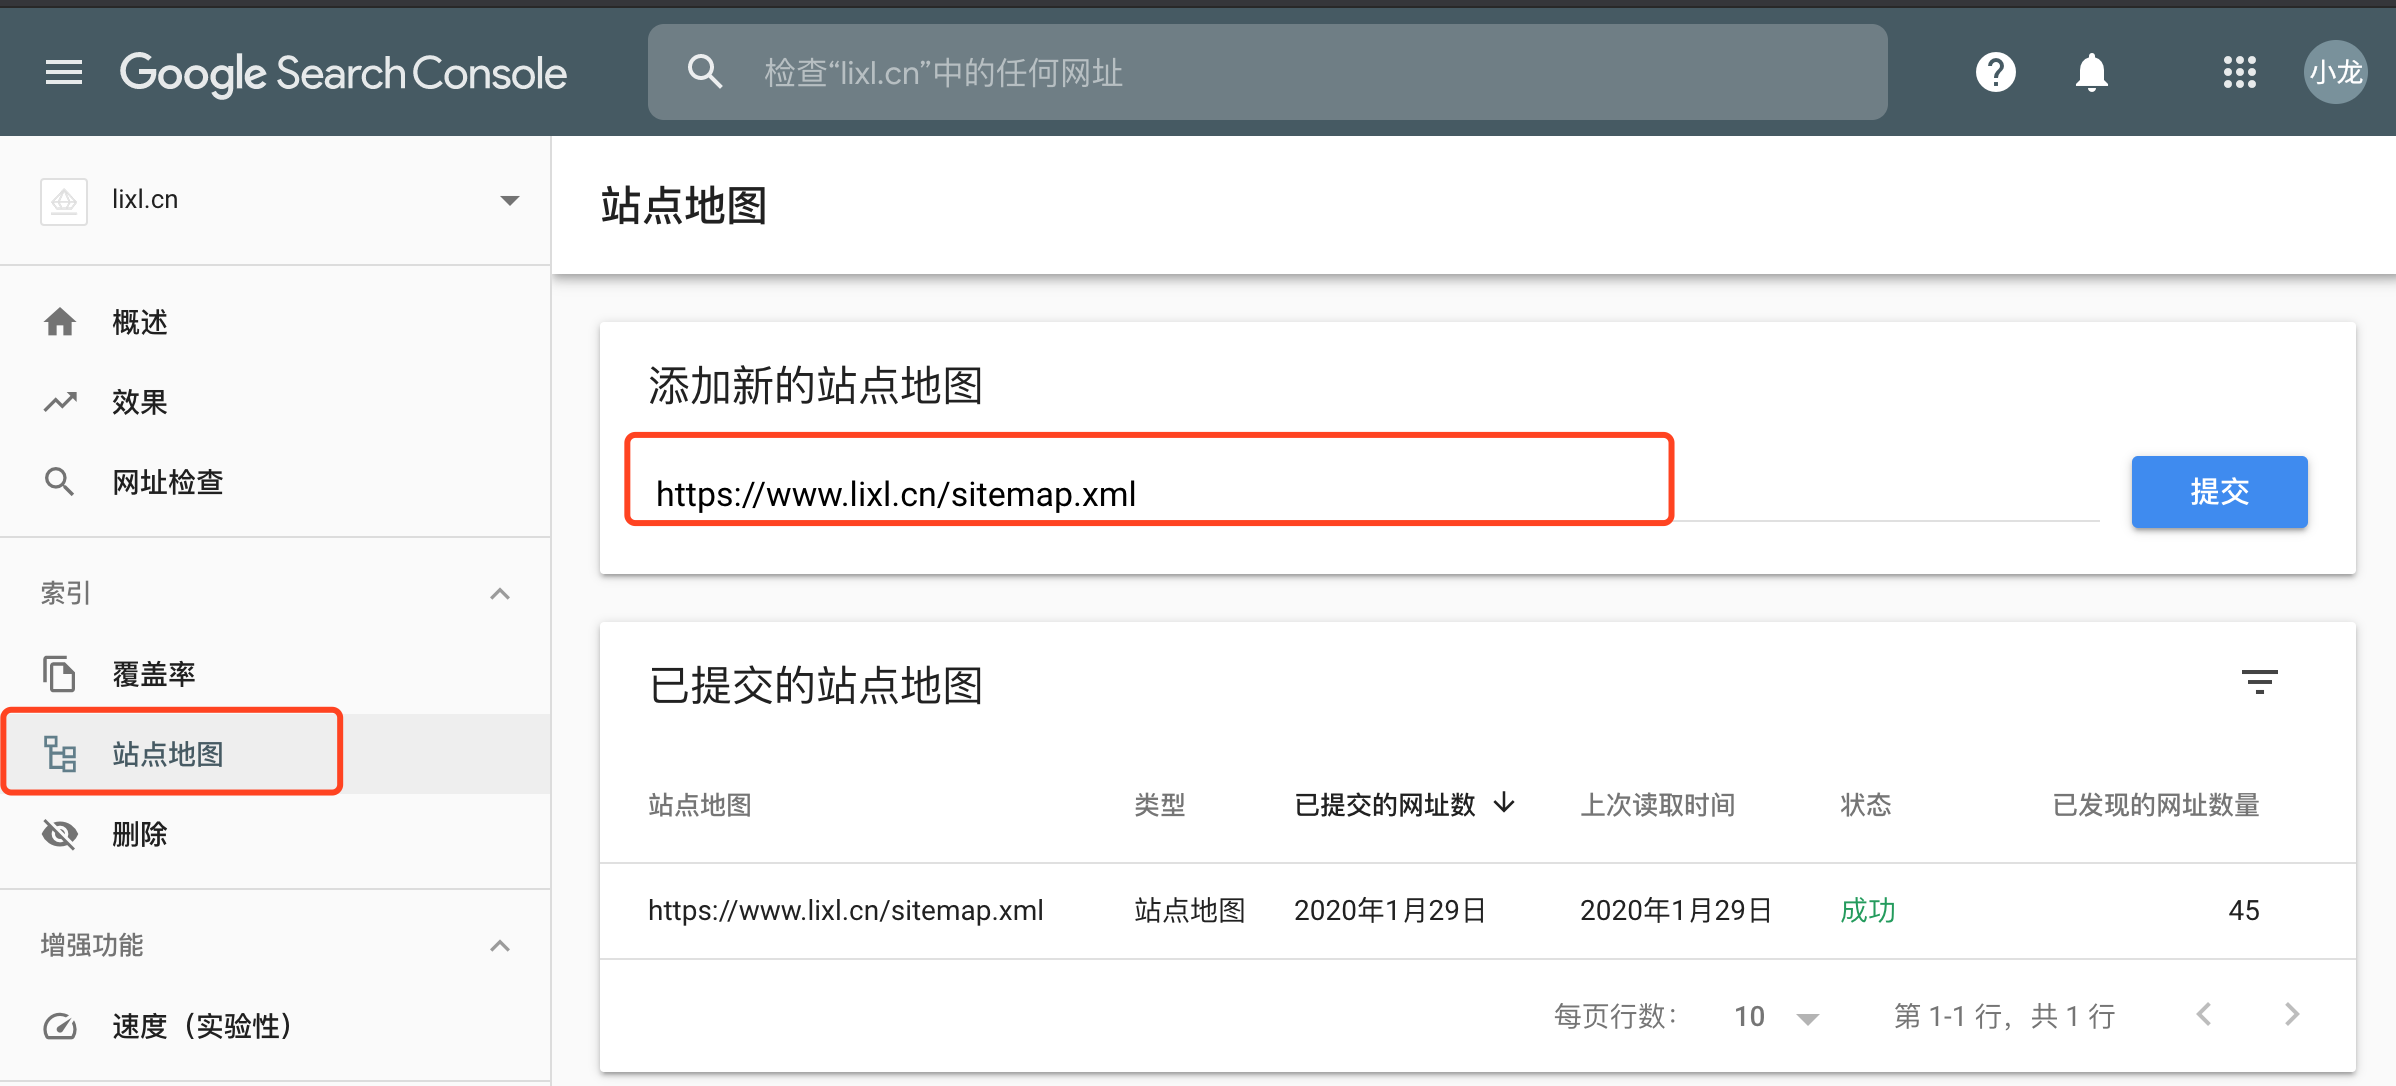 Google Search Console
检查“lixl.cn”中的任何网址
小龙
lixl.cn
概述
效果
网址检查
索引
覆盖率
站点地图
删除
增强功能
速度（实验性）
站点地图
添加新的站点地图
https://www.lixl.cn/sitemap.xml
提交
已提交的站点地图
站点地图 类型 已提交的网址数 上次读取时间 状态 已发现的网址数量
https://www.lixl.cn/sitemap.xml 站点地图 2020年1月29日 2020年1月29日 成功 45
每页行数： 10 第 1-1 行，共 1 行